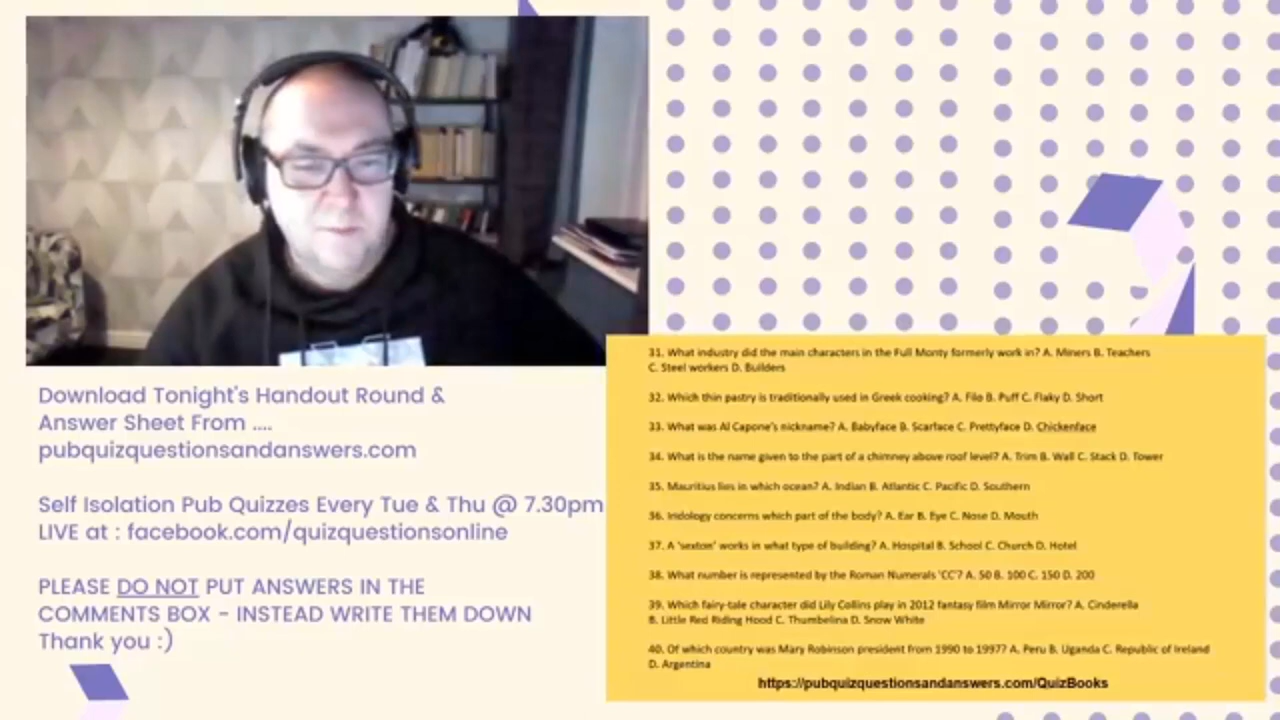 Download Tonight's Handout Round &
Answer Sheet From ....
pubquizquestionsandanswers.com
Self Isolation Pub Quizzes Every Tue & Thu @ 7.30pm
LIVE at : facebook.com/quizquestionsonline
PLEASE DO NOT PUT ANSWERS IN THE
COMMENTS BOX - INSTEAD WRITE THEM DOWN
Thank you :)
31. What industry did the main characters in the Full Monty formerly work in? A. Miners B. Teachers
C. Steel workers D. Builders
32. Which thin pastry is traditionally used in Greek cooking? A. Filo B. Puff C. Flaky D. Short
33. What was Al Capone's nickname? A. Babyface B. Scarface C. Prettyface D. Chickenface
34. What is the name given to the part of a chimney above roof level? A. Trim B. Wall C. Stack D. Tower
35. Mauritius lies in which ocean? A. Indian B. Atlantic C. Pacific D. Southern
36. Iridology concerns which part of the body? A. Ear B. Eye C. Nose D. Mouth
37. A 'sexton' works in what type of building? A. Hospital B. School C. Church D. Hotel
38. What number is represented by the Roman Numerals 'CC'? A. 50 B. 100 C. 150 D. 200
39. Which fairy-tale character did Lily Collins play in 2012 fantasy film Mirror Mirror? A. Cinderella
B. Little Red Riding Hood C. Thumbelina D. Snow White
40. Of which country was Mary Robinson president from 1990 to 1997? A. Peru B. Uganda C. Republic of Ireland
D. Argentina
https://pubquizquestionsandanswers.com/QuizBooks